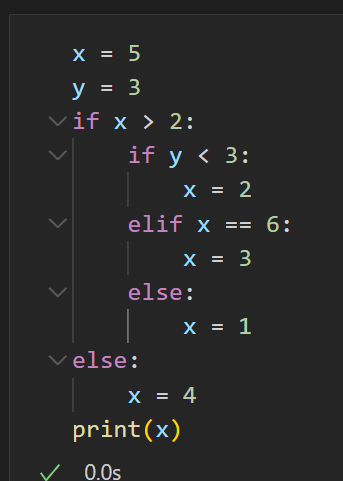 x = 5
y = 3
if x > 2:
    if y < 3:
        x = 2
    elif x == 6:
        x = 3
    else:
        x = 1
else:
    x = 4
print(x)
0.0s